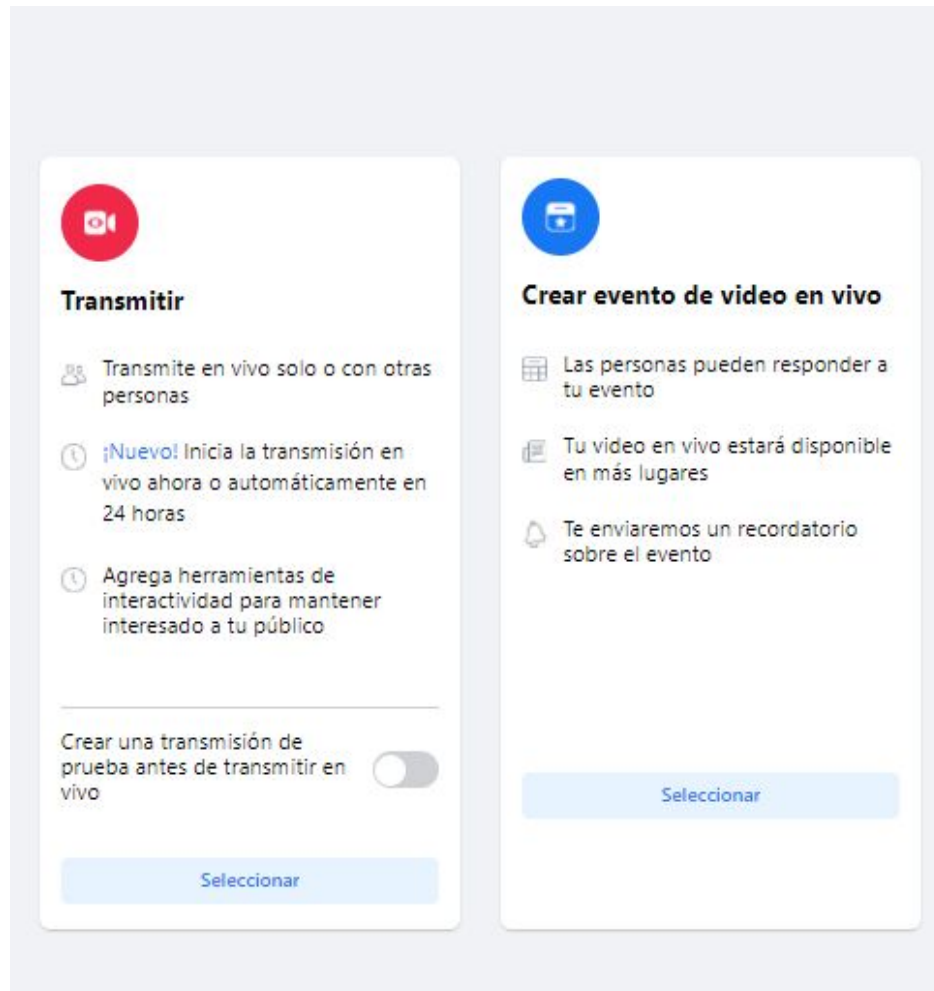 Transmitir
Transmite en vivo solo o con otras
personas
¡Nuevo! Inicia la transmisión en
vivo ahora o automáticamente en
24 horas
Agrega herramientas de
interactividad para mantener
interesado a tu público
Crear una transmisión de
prueba antes de transmitir en
vivo
Seleccionar
Crear evento de video en vivo
Las personas pueden responder a
tu evento
Tu video en vivo estará disponible
en más lugares
Te enviaremos un recordatorio
sobre el evento
Seleccionar